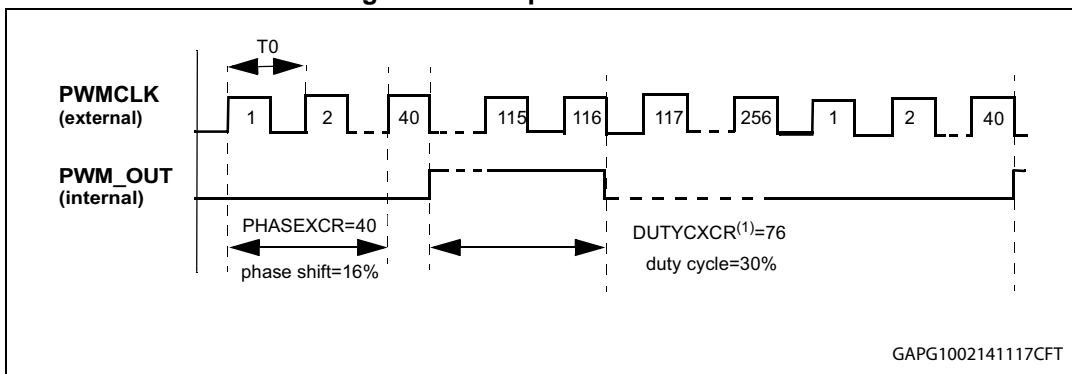 T0
PWMCLK
(external)
1 2 40 115 116 117 256 1 2 40
PWM_OUT
(internal)
PHASEXCR=40
phase shift=16%
DUTYCXCR(1)=76
duty cycle=30%
GAPG1002141117CFT